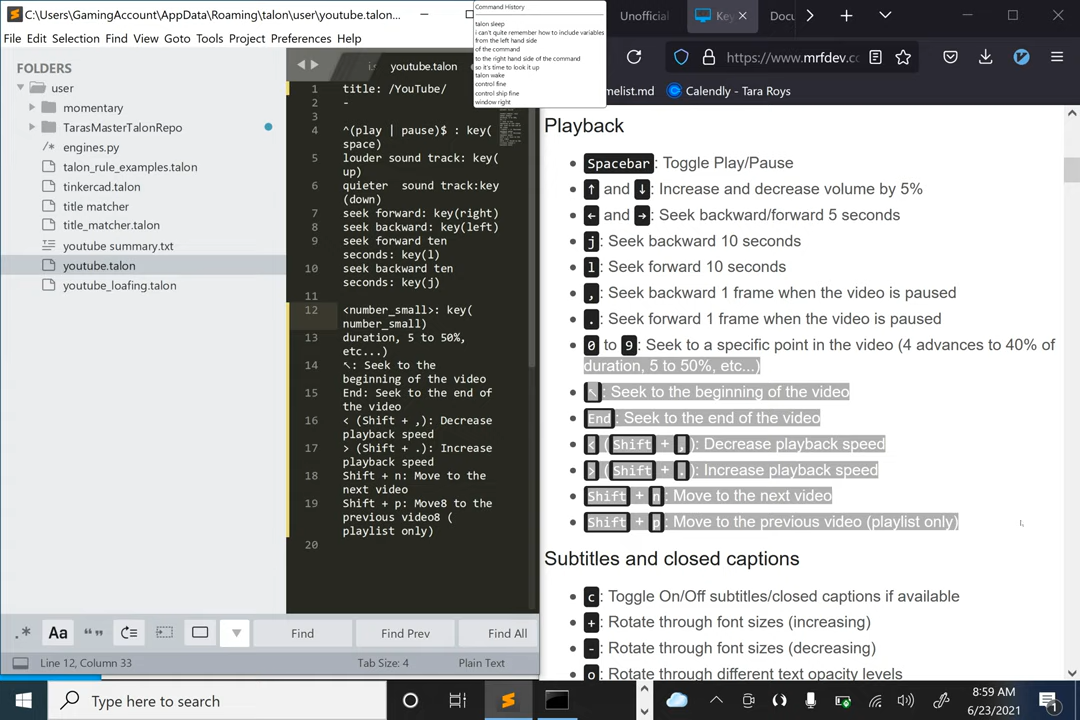 C:\Users\GamingAccount\AppData\Roaming\talon\user\youtube.talon...
File Edit Selection Find View Goto Tools Project Preferences Help
FOLDERS
user
momentary
TarasMasterTalonRepo
engines.py
talon_rule_examples.talon
tinkercad.talon
title matcher
title_matcher.talon
youtube summary.txt
youtube.talon
youtube_loafing.talon
youtube.talon
1 title: /YouTube/
2 -
3
4 ^(play | pause)$ : key(
space)
5 louder sound track: key(
up)
6 quieter  sound track:key
(down)
7 seek forward: key(right)
8 seek backward: key(left)
9 seek forward ten
seconds: key(l)
10 seek backward ten
seconds: key(j)
11
12 <number_small>: key(
number_small)
13 duration, 5 to 50%,
etc...)
14 ↖: Seek to the
beginning of the video
15 End: Seek to the end of
the video
16 < (Shift + ,): Decrease
playback speed
17 > (Shift + .): Increase
playback speed
18 Shift + n: Move to the
next video
19 Shift + p: Move8 to the
previous video8 (
playlist only)
20
.* Aa “” Find Find Prev Find All
Line 12, Column 33 Tab Size: 4 Plain Text
Command History
talon sleep
i can't quite remember how to include variables
from the left hand side
of the command
to the right hand side of the command
so it's time to look it up
talon wake
control fine
control ship fine
window right
Unofficial Key Docu
https://www.mrfdev.cc
melist.md Calendly - Tara Roys
Playback
Spacebar: Toggle Play/Pause
↑ and ↓: Increase and decrease volume by 5%
← and →: Seek backward/forward 5 seconds
j: Seek backward 10 seconds
l: Seek forward 10 seconds
,: Seek backward 1 frame when the video is paused
.: Seek forward 1 frame when the video is paused
0 to 9: Seek to a specific point in the video (4 advances to 40% of
duration, 5 to 50%, etc...)
↖: Seek to the beginning of the video
End: Seek to the end of the video
< (Shift + ,): Decrease playback speed
> (Shift + .): Increase playback speed
Shift + n: Move to the next video
Shift + p: Move to the previous video (playlist only)
Subtitles and closed captions
c: Toggle On/Off subtitles/closed captions if available
+: Rotate through font sizes (increasing)
-: Rotate through font sizes (decreasing)
o: Rotate through different text opacity levels
Type here to search
8:59 AM
6/23/2021
1